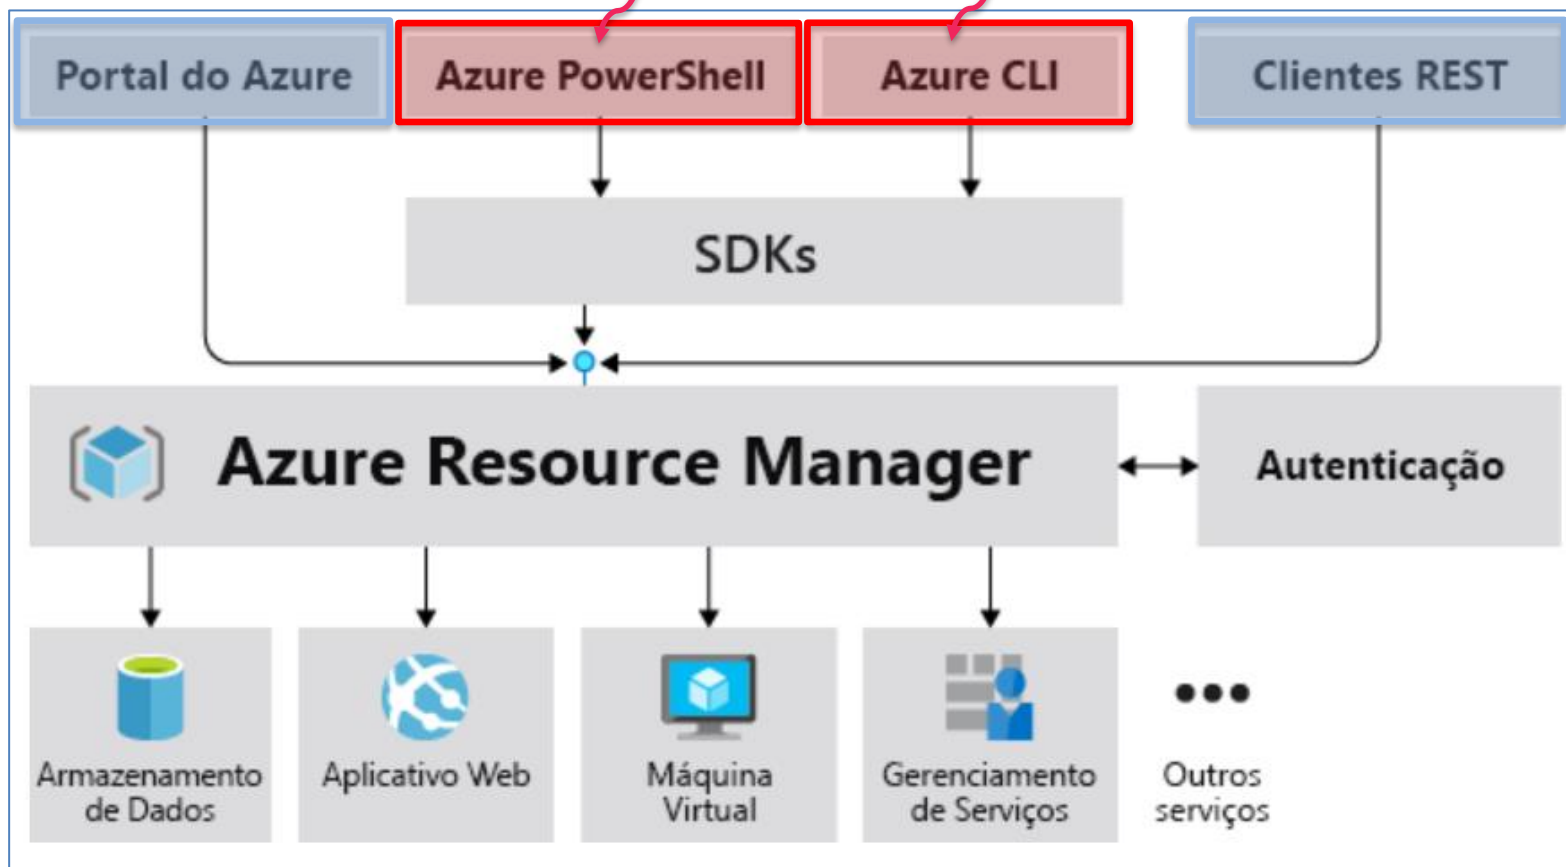 Portal do Azure
Azure PowerShell
Azure CLI
Clientes REST
SDKs
Azure Resource Manager
Autenticação
Armazenamento
de Dados
Aplicativo Web
Máquina
Virtual
Gerenciamento
de Serviços
Outros
serviços